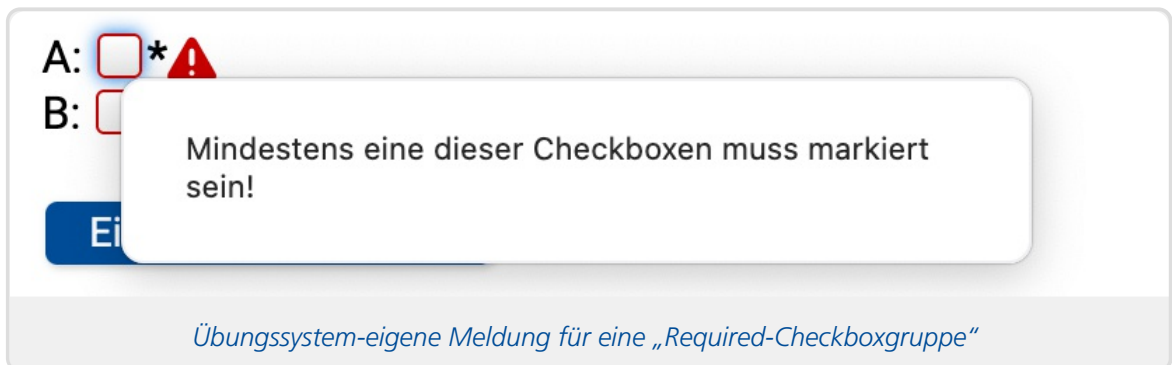 A: *
B:
Mindestens eine dieser Checkboxen muss markiert
sein!
Ei
Übungssystem-eigene Meldung für eine „Required-Checkboxgruppe“